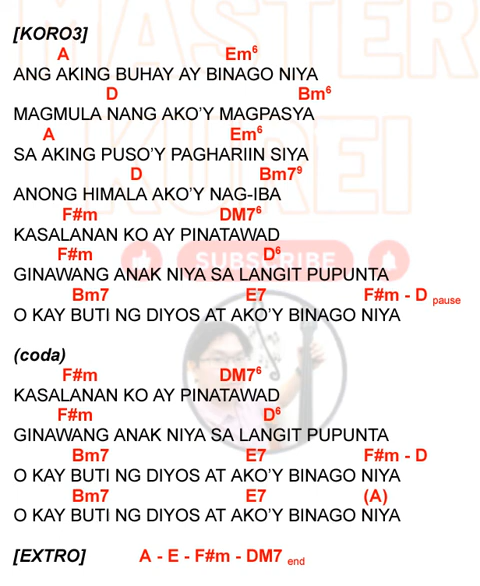 MASTER
KUREI
[KORO3]
A Em⁶
ANG AKING BUHAY AY BINAGO NIYA
D Bm⁶
MAGMULA NANG AKO'Y MAGPASYA
A Em⁶
SA AKING PUSO'Y PAGHARIIN SIYA
D Bm7⁹
ANONG HIMALA AKO'Y NAG-IBA
F#m DM7⁶
KASALANAN KO AY PINATAWAD
F#m D⁶
SUBSCRIBE
GINAWANG ANAK NIYA SA LANGIT PUPUNTA
Bm7 E7 F#m - D pause
O KAY BUTI NG DIYOS AT AKO'Y BINAGO NIYA
(coda)
F#m DM7⁶
KASALANAN KO AY PINATAWAD
F#m D⁶
GINAWANG ANAK NIYA SA LANGIT PUPUNTA
Bm7 E7 F#m - D
O KAY BUTI NG DIYOS AT AKO'Y BINAGO NIYA
Bm7 E7 (A)
O KAY BUTI NG DIYOS AT AKO'Y BINAGO NIYA
[EXTRO] A - E - F#m - DM7 end